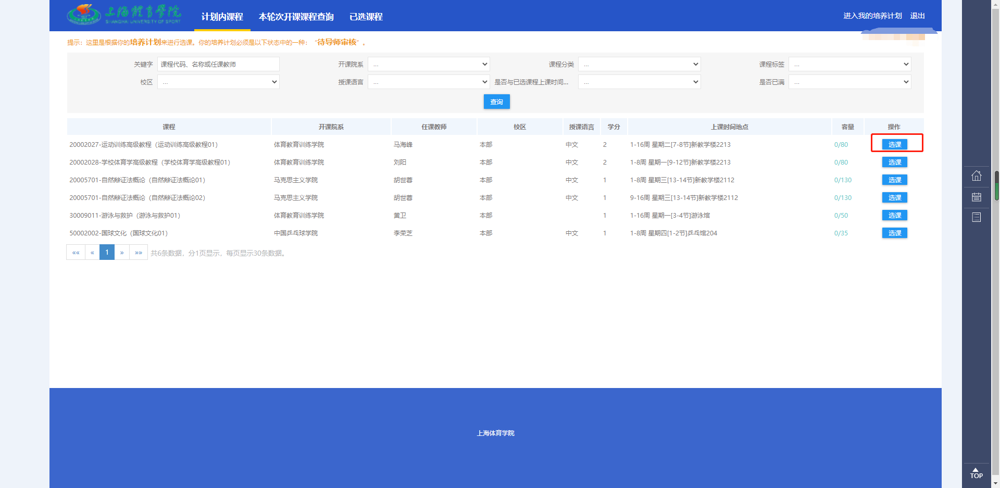 上海體育學院
SHANGHAI UNIVERSITY OF SPORT
计划内课程 本轮次开课课程查询 已选课程
进入我的培养计划 退出
提示：这里是根据你的培养计划来进行选课。你的培养计划必须是以下状态中的一种：“待导师审核”。
关键字 课程代码、名称或任课教师 开课院系 ... 课程分类 ... 课程标签 ...
校区 ... 授课语言 ... 是否与已选课程上课时间... ... 是否已满 ...
查询
课程 开课院系 任课教师 校区 授课语言 学分 上课时间地点 容量 操作
20002027-运动训练高级教程（运动训练高级教程01） 体育教育训练学院 马海峰 本部 中文 2 1-16周 星期二[7-8节]新教学楼2213 0/80 选课
20002028-学校体育学高级教程（学校体育学高级教程01） 体育教育训练学院 刘阳 本部 中文 2 1-8周 星期一[9-12节]新教学楼2213 0/80 选课
20005701-自然辩证法概论（自然辩证法概论01） 马克思主义学院 胡世蓉 本部 中文 1 1-8周 星期三[13-14节]新教学楼2112 0/130 选课
20005701-自然辩证法概论（自然辩证法概论02） 马克思主义学院 胡世蓉 本部 中文 1 9-16周 星期三[13-14节]新教学楼2112 0/130 选课
30009011-游泳与救护（游泳与救护01） 体育教育训练学院 黄卫 本部 1 1-16周 星期一[3-4节]游泳馆 0/50 选课
50002002-国球文化（国球文化01） 中国乒乓球学院 李荣芝 本部 中文 1 1-8周 星期四[1-2节]乒乓馆204 0/35 选课
«« « 1 » »» 共6条数据，分1页显示，每页显示30条数据。
上海体育学院
TOP